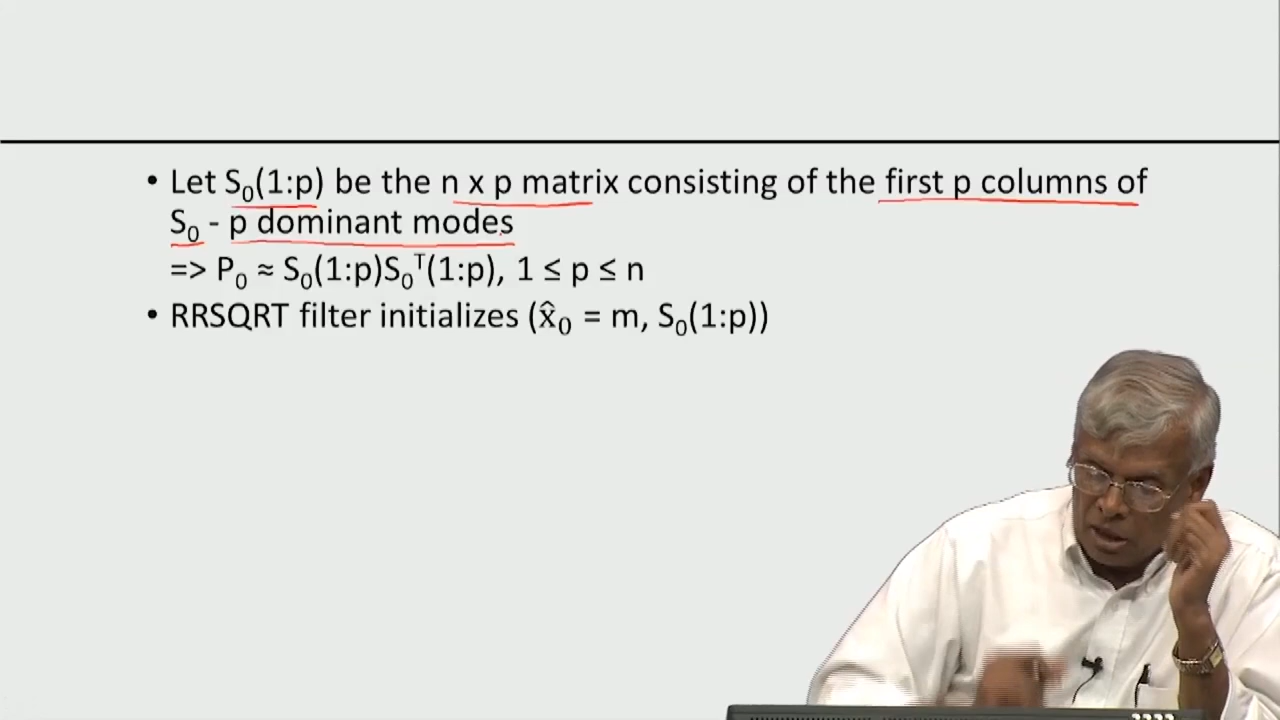 • Let S₀(1:p) be the n x p matrix consisting of the first p columns of
S₀ - p dominant modes
=> P₀ ≈ S₀(1:p)S₀ᵀ(1:p), 1 ≤ p ≤ n
• RRSQRT filter initializes (x̂₀ = m, S₀(1:p))